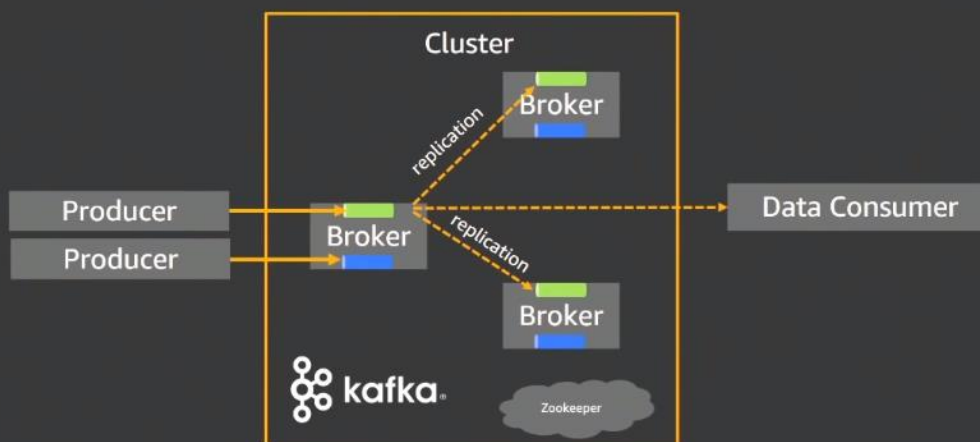 Cluster
Broker
replication
Producer
Broker
Data Consumer
Producer
replication
Broker
kafka®
Zookeeper